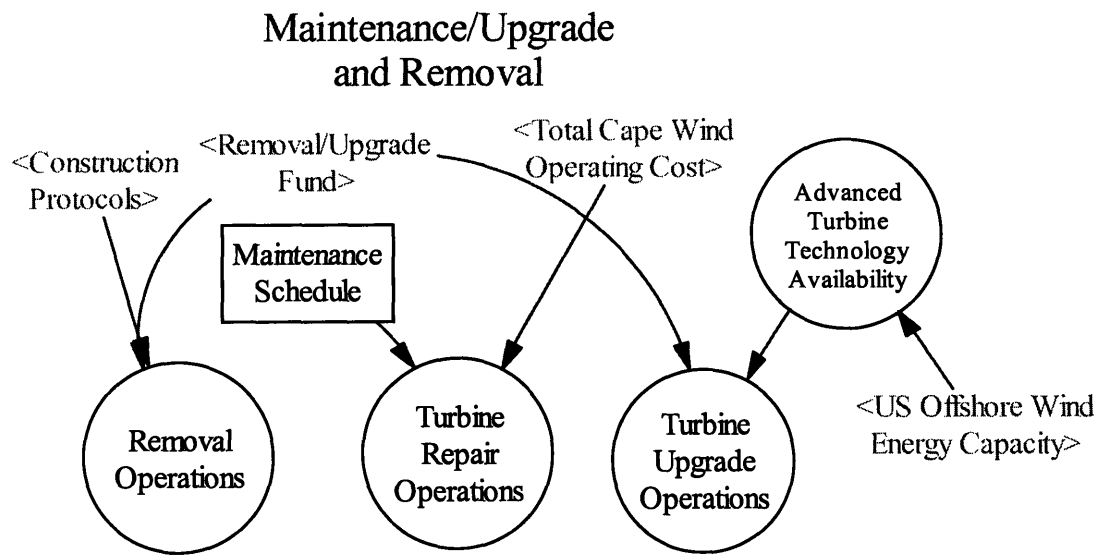 Maintenance/Upgrade
and Removal
<Construction
Protocols>
<Removal/Upgrade
Fund>
<Total Cape Wind
Operating Cost>
Advanced
Turbine
Technology
Availability
Maintenance
Schedule
Removal
Operations
Turbine
Repair
Operations
Turbine
Upgrade
Operations
<US Offshore Wind
Energy Capacity>